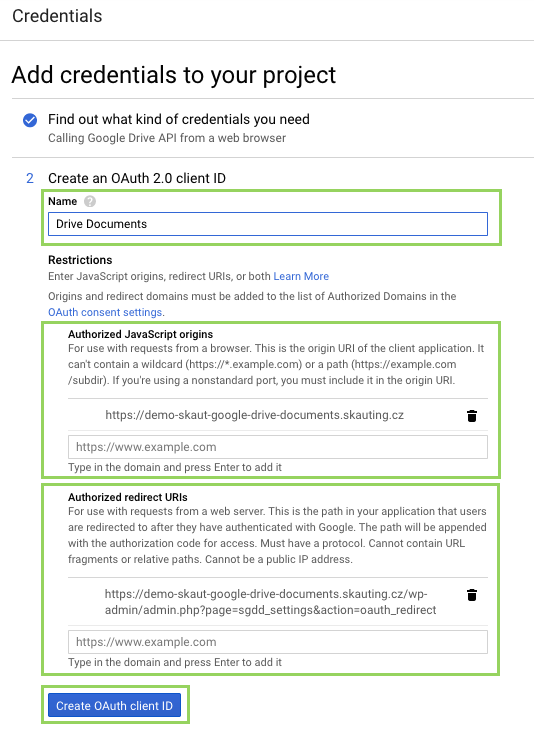 Credentials
Add credentials to your project
Find out what kind of credentials you need
Calling Google Drive API from a web browser
2 Create an OAuth 2.0 client ID
Name ?
Drive Documents
Restrictions
Enter JavaScript origins, redirect URIs, or both Learn More
Origins and redirect domains must be added to the list of Authorized Domains in the
OAuth consent settings.
Authorized JavaScript origins
For use with requests from a browser. This is the origin URI of the client application. It
can't contain a wildcard (https://*.example.com) or a path (https://example.com
/subdir). If you're using a nonstandard port, you must include it in the origin URI.
https://demo-skaut-google-drive-documents.skauting.cz
https://www.example.com
Type in the domain and press Enter to add it
Authorized redirect URIs
For use with requests from a web server. This is the path in your application that users
are redirected to after they have authenticated with Google. The path will be appended
with the authorization code for access. Must have a protocol. Cannot contain URL
fragments or relative paths. Cannot be a public IP address.
https://demo-skaut-google-drive-documents.skauting.cz/wp-
admin/admin.php?page=sgdd_settings&action=oauth_redirect
https://www.example.com
Type in the domain and press Enter to add it
Create OAuth client ID